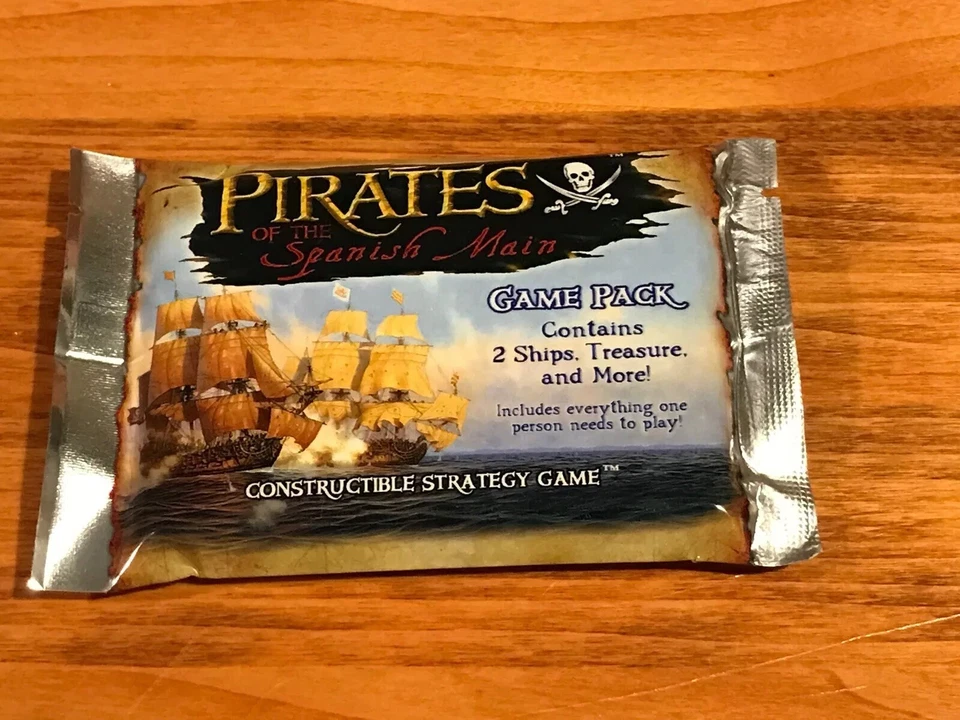 PIRATES ™
OF THE
Spanish Main
GAME PACK
Contains
2 Ships, Treasure,
and More!
Includes everything one
person needs to play!
CONSTRUCTIBLE STRATEGY GAME™